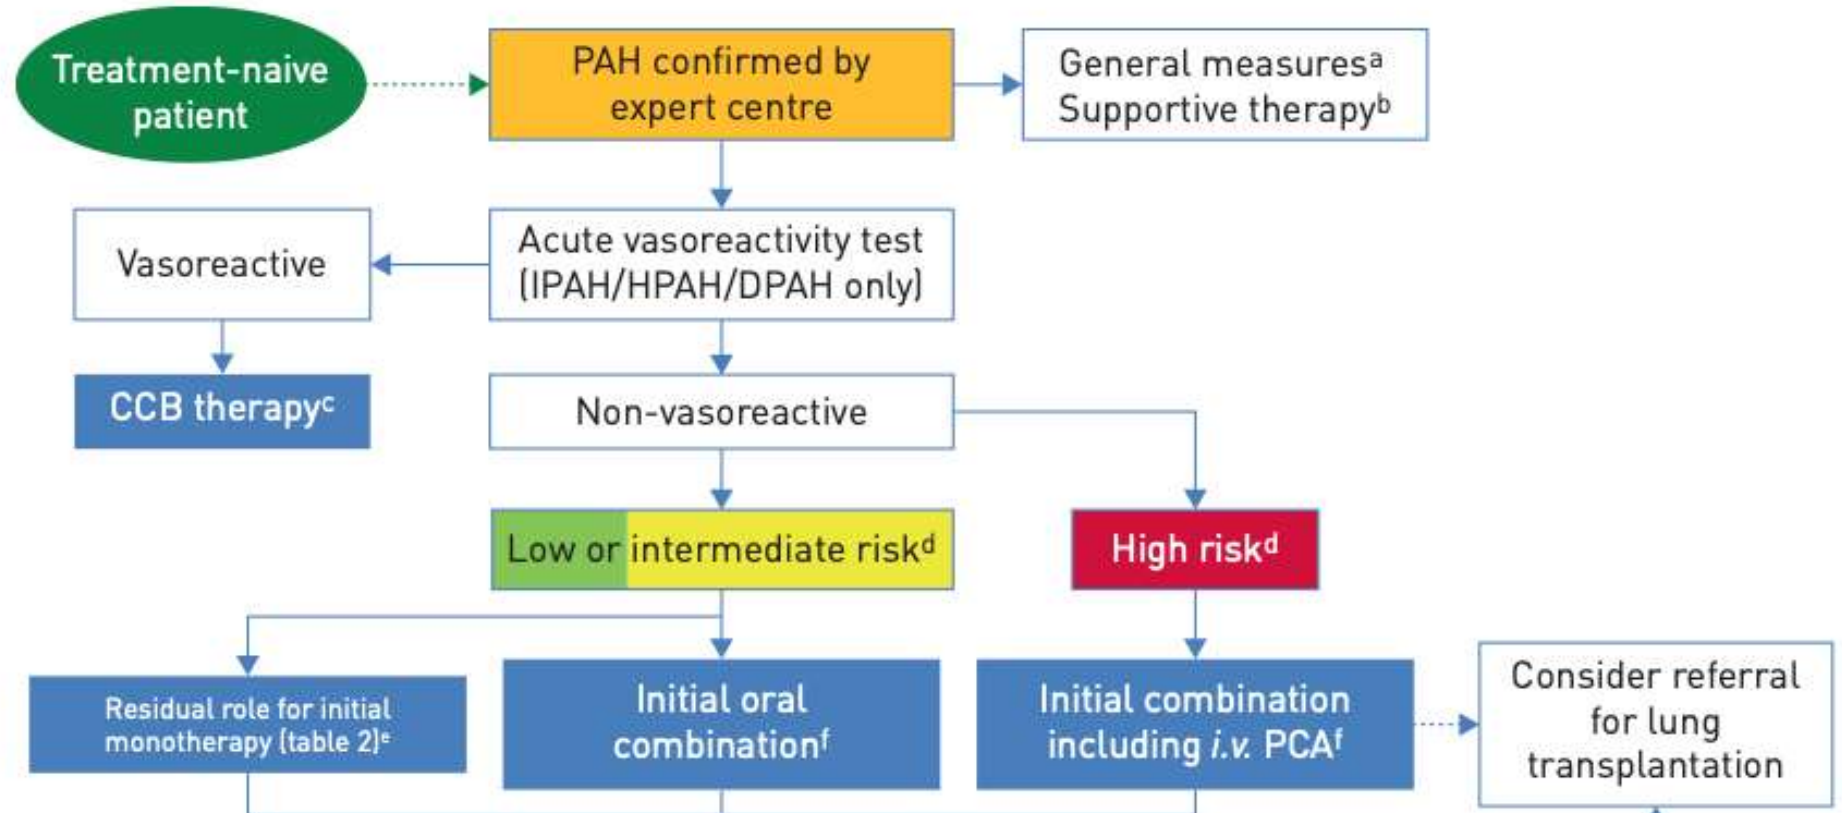 Treatment-naive
patient
PAH confirmed by
expert centre
General measuresᵃ
Supportive therapyᵇ
Vasoreactive
Acute vasoreactivity test
(IPAH/HPAH/DPAH only)
CCB therapyᶜ
Non-vasoreactive
Low or intermediate riskᵈ
High riskᵈ
Residual role for initial
monotherapy (table 2)ᵉ
Initial oral
combinationᶠ
Initial combination
including i.v. PCAᶠ
Consider referral
for lung
transplantation